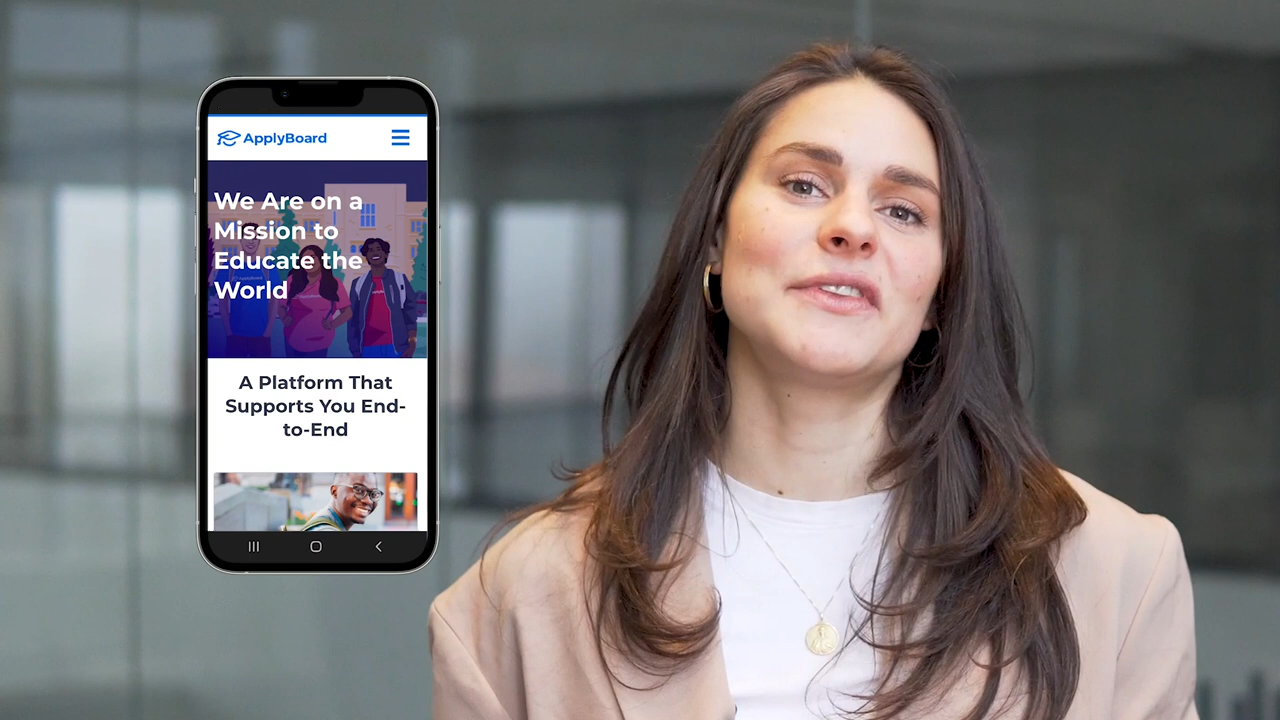 ApplyBoard
We Are on a
Mission to
Educate the
World
A Platform That
Supports You End-
to-End